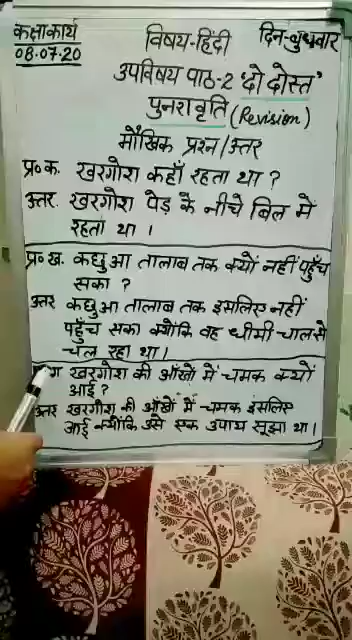 कक्षाकार्य
08.07.20
विषय-हिंदी
दिन-बुधवार
उपविषय पाठ-2 'दो दोस्त'
पुनरावृति (Revision)
मौखिक प्रश्न/उत्तर
प्र॰क. खरगोश कहाँ रहता था ?
उत्तर. खरगोश पेड़ के नीचे बिल में
रहता था ।
प्र॰ख. कछुआ तालाब तक क्यों नहीं पहुँच
सका ?
उत्तर कछुआ तालाब तक इसलिए नहीं
पहुँच सका क्योंकि वह धीमी चाल से
चल रहा था ।
ग खरगोश की आँखों में चमक क्यों
आई ?
उत्तर खरगोश की आँखों में चमक इसलिए
आई क्योंकि उसे एक उपाय सूझा था ।